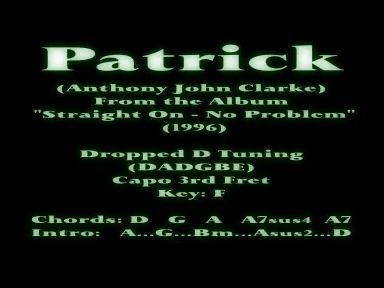 Patrick
(Anthony John Clarke)
From the Album
"Straight On - No Problem"
(1996)
Dropped D Tuning
(DADGBE)
Capo 3rd Fret
Key: F
Chords: D G A A7sus4 A7
Intro: A...G...Bm...Asus2...D